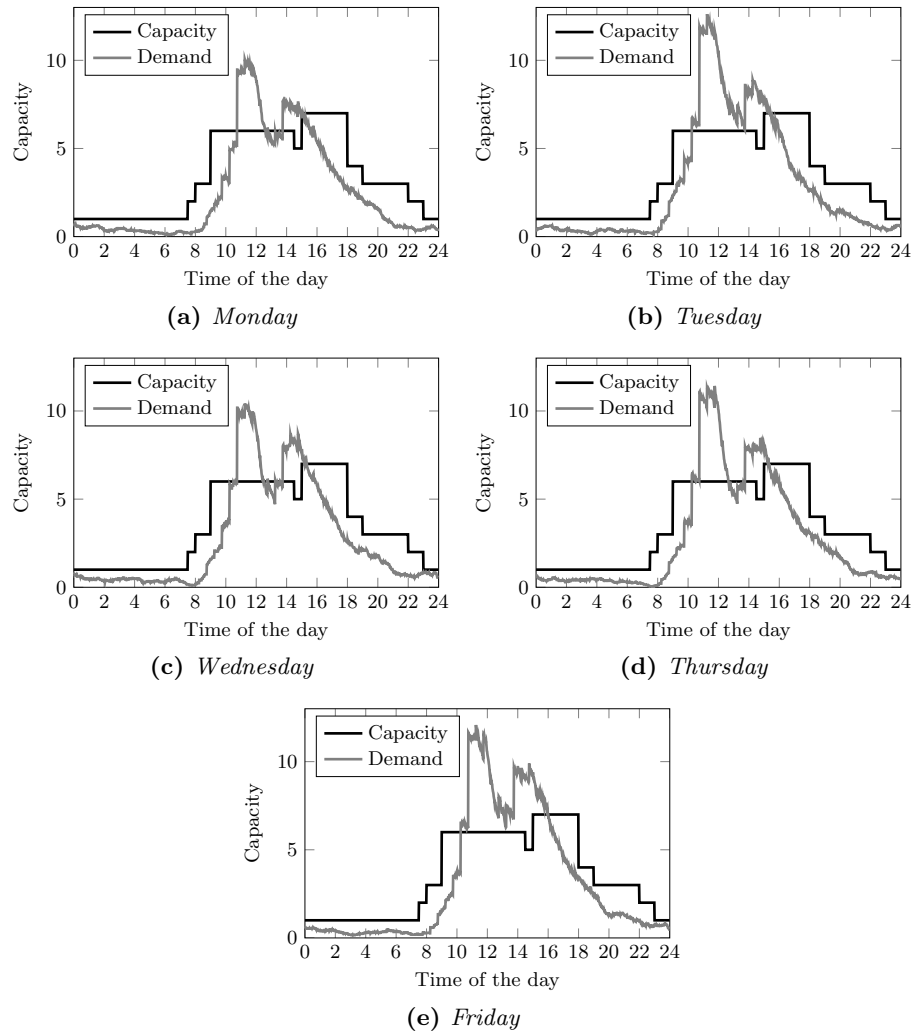 Capacity
Demand
10
5
0
Capacity
0 2 4 6 8 10 12 14 16 18 20 22 24
Time of the day
(a) Monday
Capacity
Demand
10
5
0
Capacity
0 2 4 6 8 10 12 14 16 18 20 22 24
Time of the day
(b) Tuesday
Capacity
Demand
10
5
0
Capacity
0 2 4 6 8 10 12 14 16 18 20 22 24
Time of the day
(c) Wednesday
Capacity
Demand
10
5
0
Capacity
0 2 4 6 8 10 12 14 16 18 20 22 24
Time of the day
(d) Thursday
Capacity
Demand
10
5
0
Capacity
0 2 4 6 8 10 12 14 16 18 20 22 24
Time of the day
(e) Friday